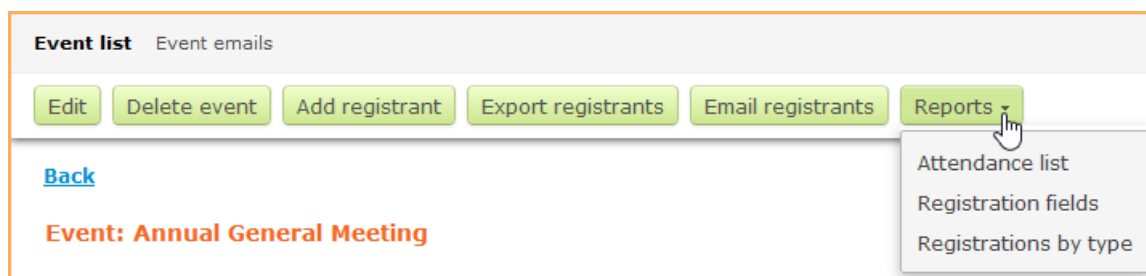 Event list Event emails
Edit Delete event Add registrant Export registrants Email registrants Reports
Attendance list
Back
Registration fields
Event: Annual General Meeting
Registrations by type